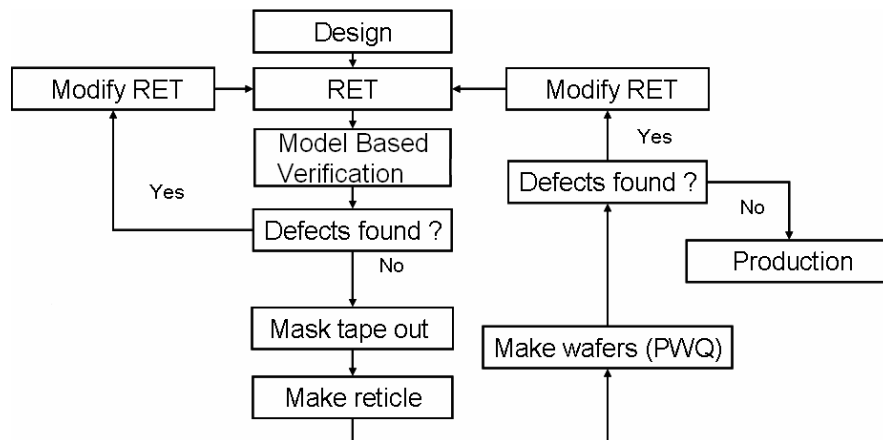 Design
Modify RET
RET
Modify RET
Model Based
Verification
Yes
Yes
Defects found ?
Defects found ?
No
No
Production
Mask tape out
Make wafers (PWQ)
Make reticle